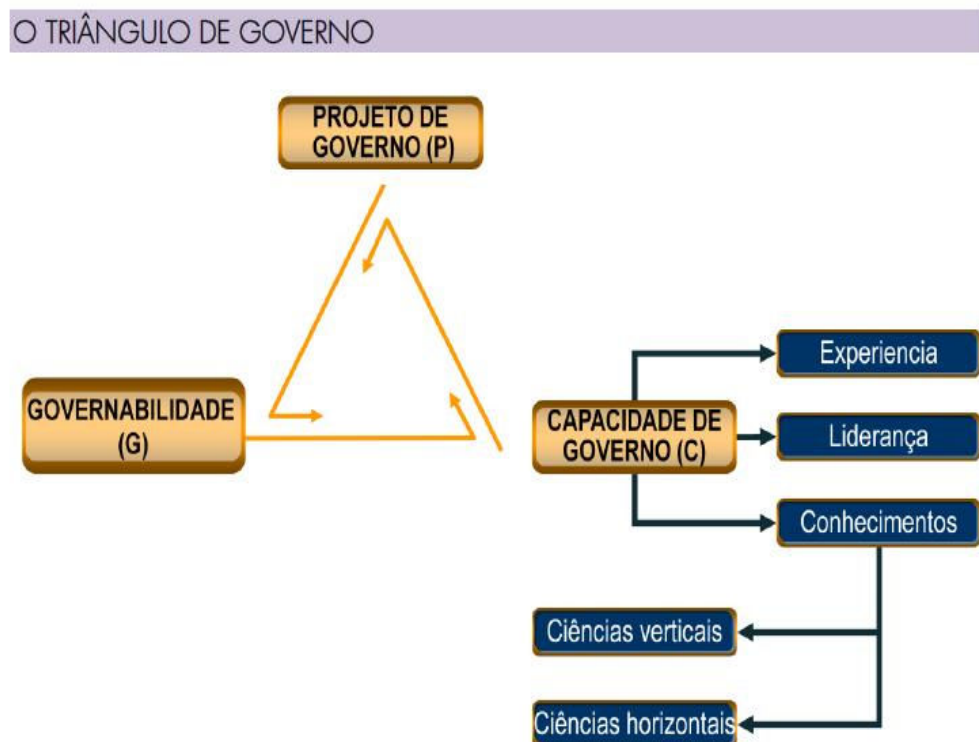 O TRIÂNGULO DE GOVERNO
PROJETO DE
GOVERNO (P)
GOVERNABILIDADE
(G)
CAPACIDADE DE
GOVERNO (C)
Experiencia
Liderança
Conhecimentos
Ciências verticais
Ciências horizontais